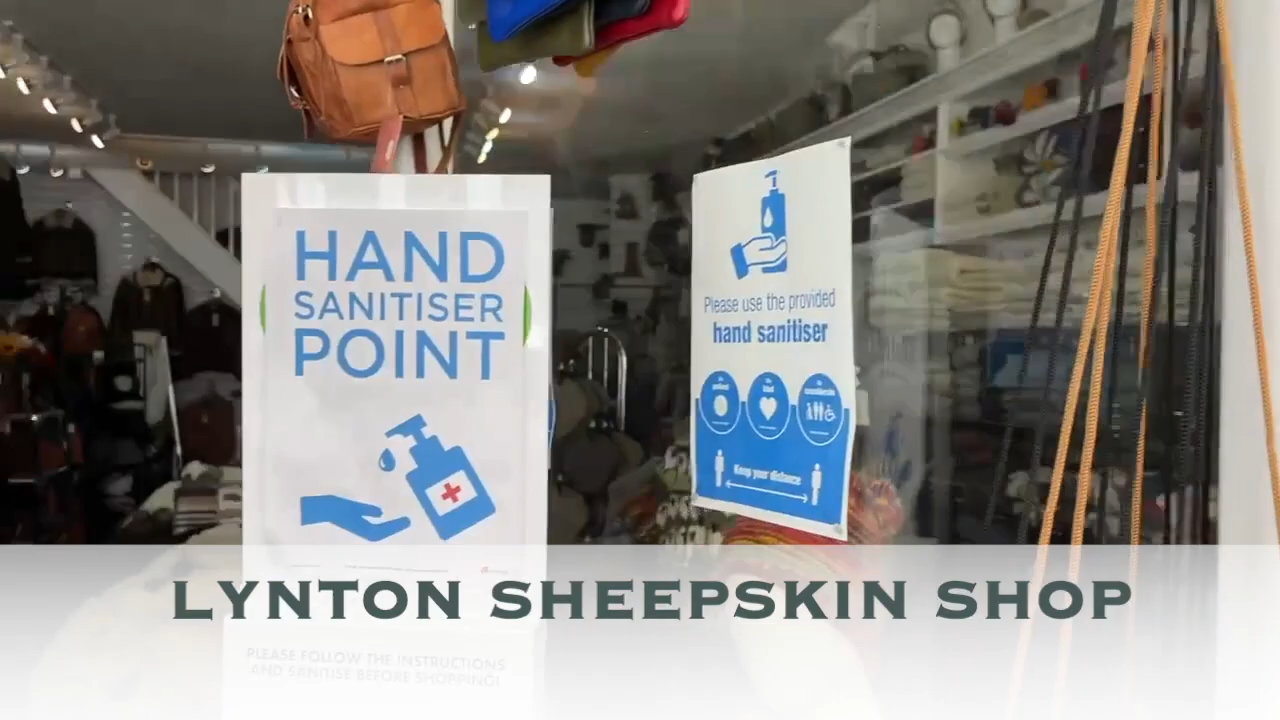 HAND
SANITISER
POINT
Please use the provided
hand sanitiser
Keep your distance
LYNTON SHEEPSKIN SHOP
PLEASE FOLLOW THE INSTRUCTIONS
AND SANITISE BEFORE SHOPPING!